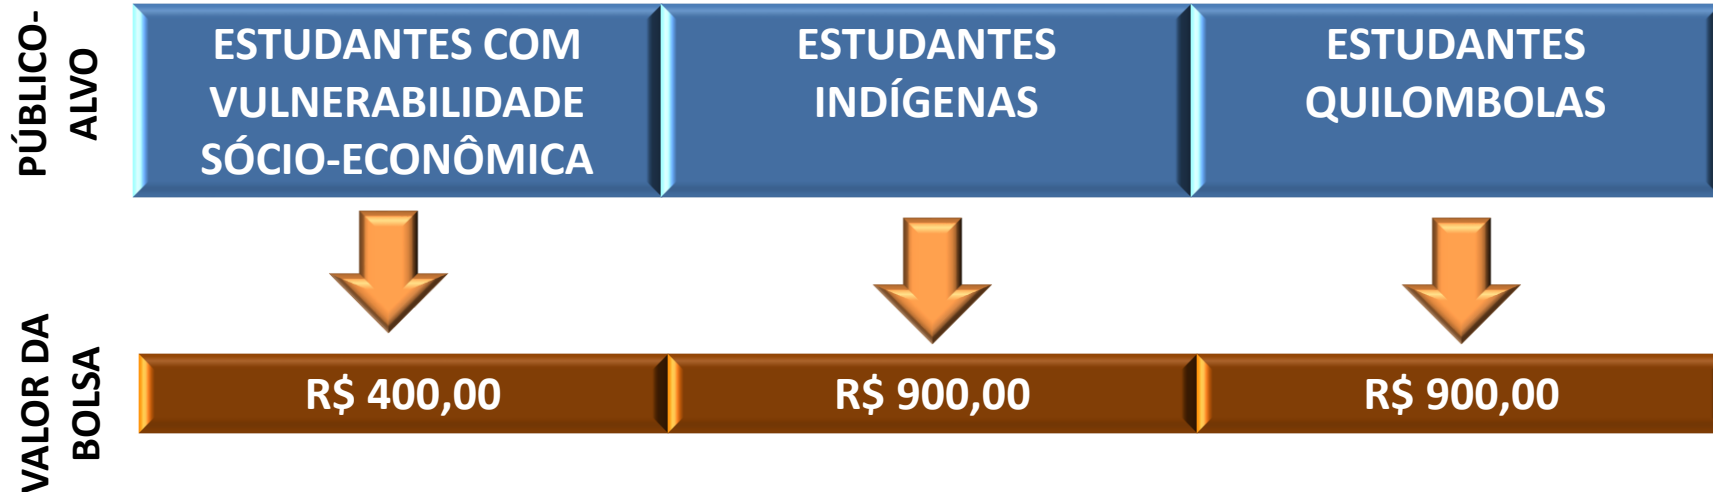 PÚBLICO-
ALVO
ESTUDANTES COM
VULNERABILIDADE
SÓCIO-ECONÔMICA
ESTUDANTES
INDÍGENAS
ESTUDANTES
QUILOMBOLAS
VALOR DA
BOLSA
R$ 400,00
R$ 900,00
R$ 900,00